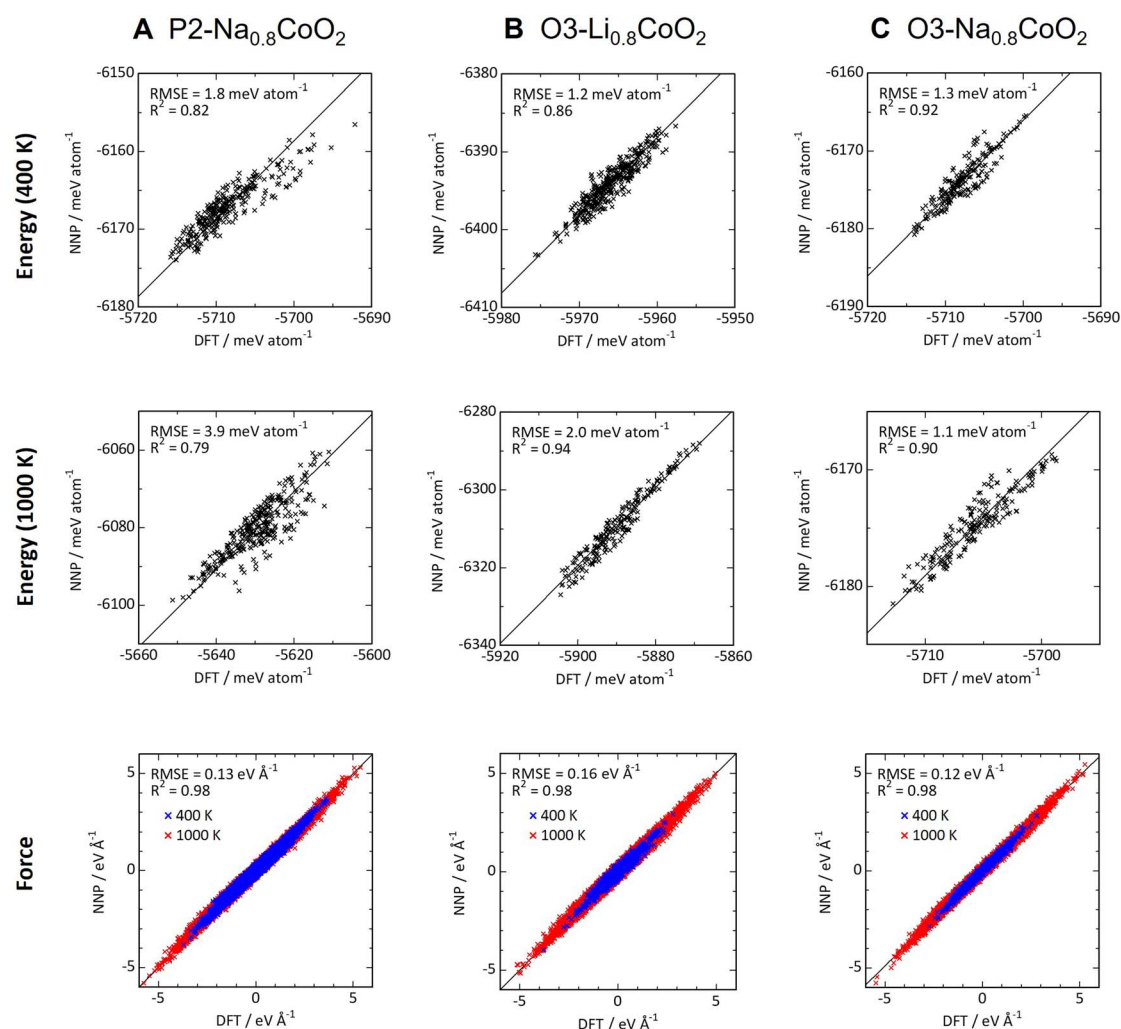 A P2-Na0.8CoO2
B O3-Li0.8CoO2
C O3-Na0.8CoO2
Energy (400 K)
NNP / meV atom-1
-6150
-6160
-6170
-6180
RMSE = 1.8 meV atom-1
R2 = 0.82
-5720 -5710 -5700 -5690
DFT / meV atom-1
NNP / meV atom-1
-6380
-6390
-6400
-6410
RMSE = 1.2 meV atom-1
R2 = 0.86
-5980 -5970 -5960 -5950
DFT / meV atom-1
NNP / meV atom-1
-6160
-6170
-6180
-6190
RMSE = 1.3 meV atom-1
R2 = 0.92
-5720 -5710 -5700 -5690
DFT / meV atom-1
Energy (1000 K)
NNP / meV atom-1
-6060
-6080
-6100
RMSE = 3.9 meV atom-1
R2 = 0.79
-5660 -5640 -5620 -5600
DFT / meV atom-1
NNP / meV atom-1
-6280
-6300
-6320
-6340
RMSE = 2.0 meV atom-1
R2 = 0.94
-5920 -5900 -5880 -5860
DFT / meV atom-1
NNP / meV atom-1
-6170
-6180
RMSE = 1.1 meV atom-1
R2 = 0.90
-5710 -5700
DFT / meV atom-1
Force
NNP / eV Å-1
5
0
-5
RMSE = 0.13 eV Å-1
R2 = 0.98
400 K
1000 K
-5 0 5
DFT / eV Å-1
NNP / eV Å-1
5
0
-5
RMSE = 0.16 eV Å-1
R2 = 0.98
400 K
1000 K
-5 0 5
DFT / eV Å-1
NNP / eV Å-1
5
0
-5
RMSE = 0.12 eV Å-1
R2 = 0.98
400 K
1000 K
-5 0 5
DFT / eV Å-1